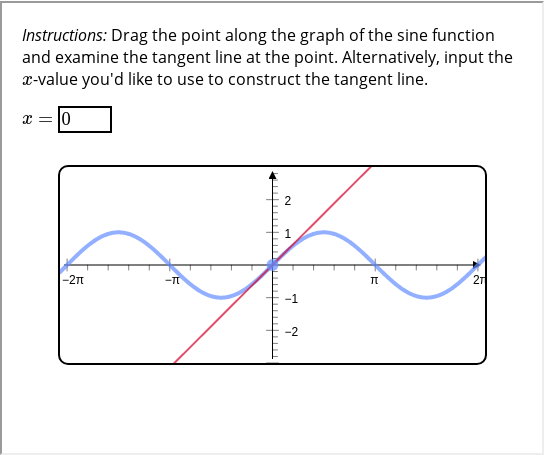 Instructions: Drag the point along the graph of the sine function
and examine the tangent line at the point. Alternatively, input the
x-value you'd like to use to construct the tangent line.
x = 0
2
1
−2π
−π
π
2π
−1
−2